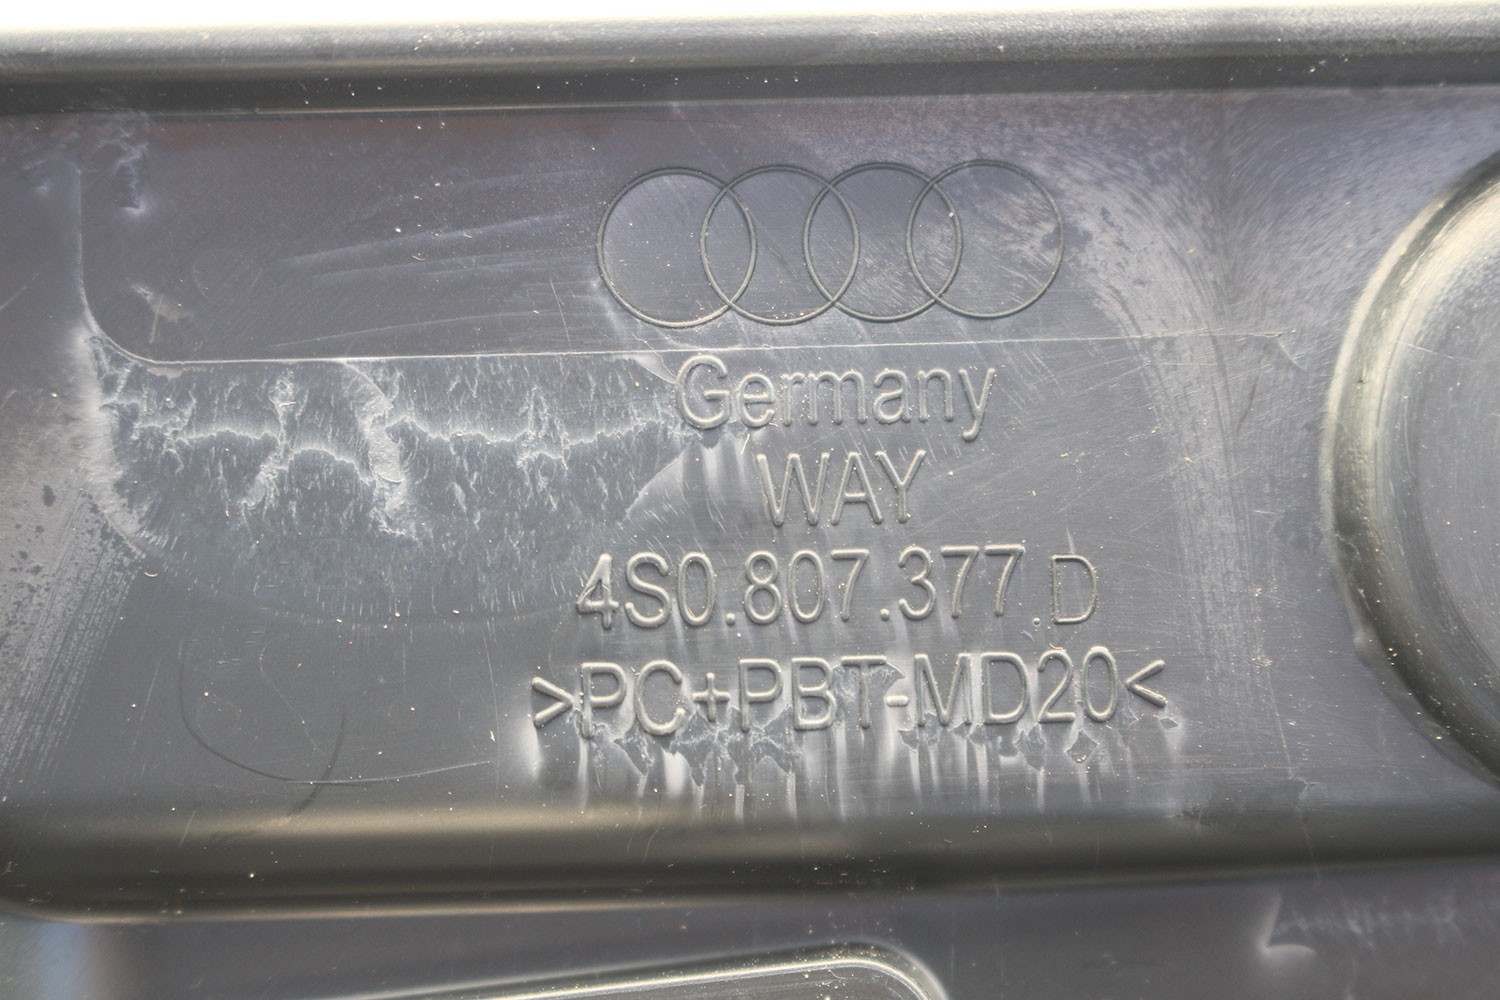 Germany
WAY
4S0.807.377.D
>PC+PBT-MD20<